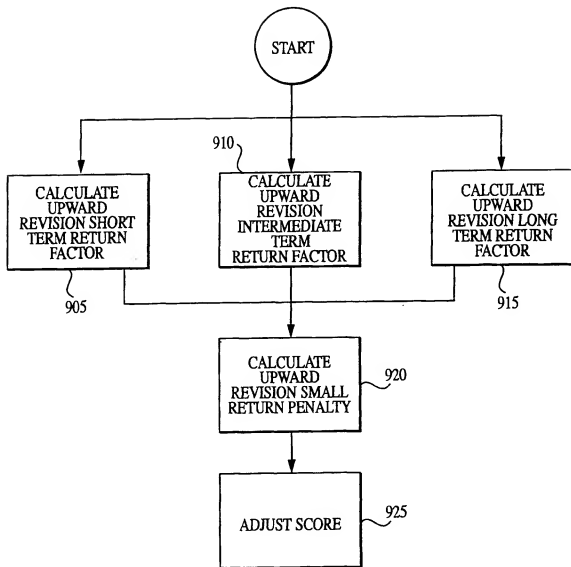 START
910
CALCULATE
UPWARD
REVISION SHORT
TERM RETURN
FACTOR
905
CALCULATE
UPWARD
REVISION
INTERMEDIATE
TERM
RETURN FACTOR
CALCULATE
UPWARD
REVISION LONG
TERM RETURN
FACTOR
915
CALCULATE
UPWARD
REVISION SMALL
RETURN PENALTY
920
ADJUST SCORE
925